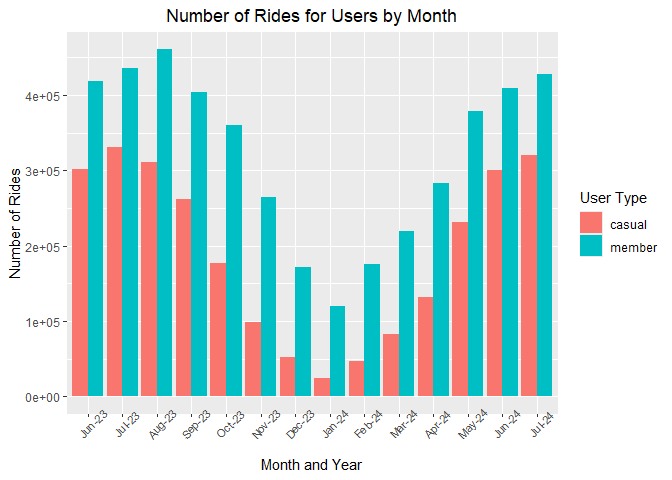 Number of Rides for Users by Month
Number of Rides
4e+05
3e+05
2e+05
1e+05
0e+00
Jun-23
Jul-23
Aug-23
Sep-23
Oct-23
Nov-23
Dec-23
Jan-24
Feb-24
Mar-24
Apr-24
May-24
Jun-24
Jul-24
Month and Year
User Type
casual
member